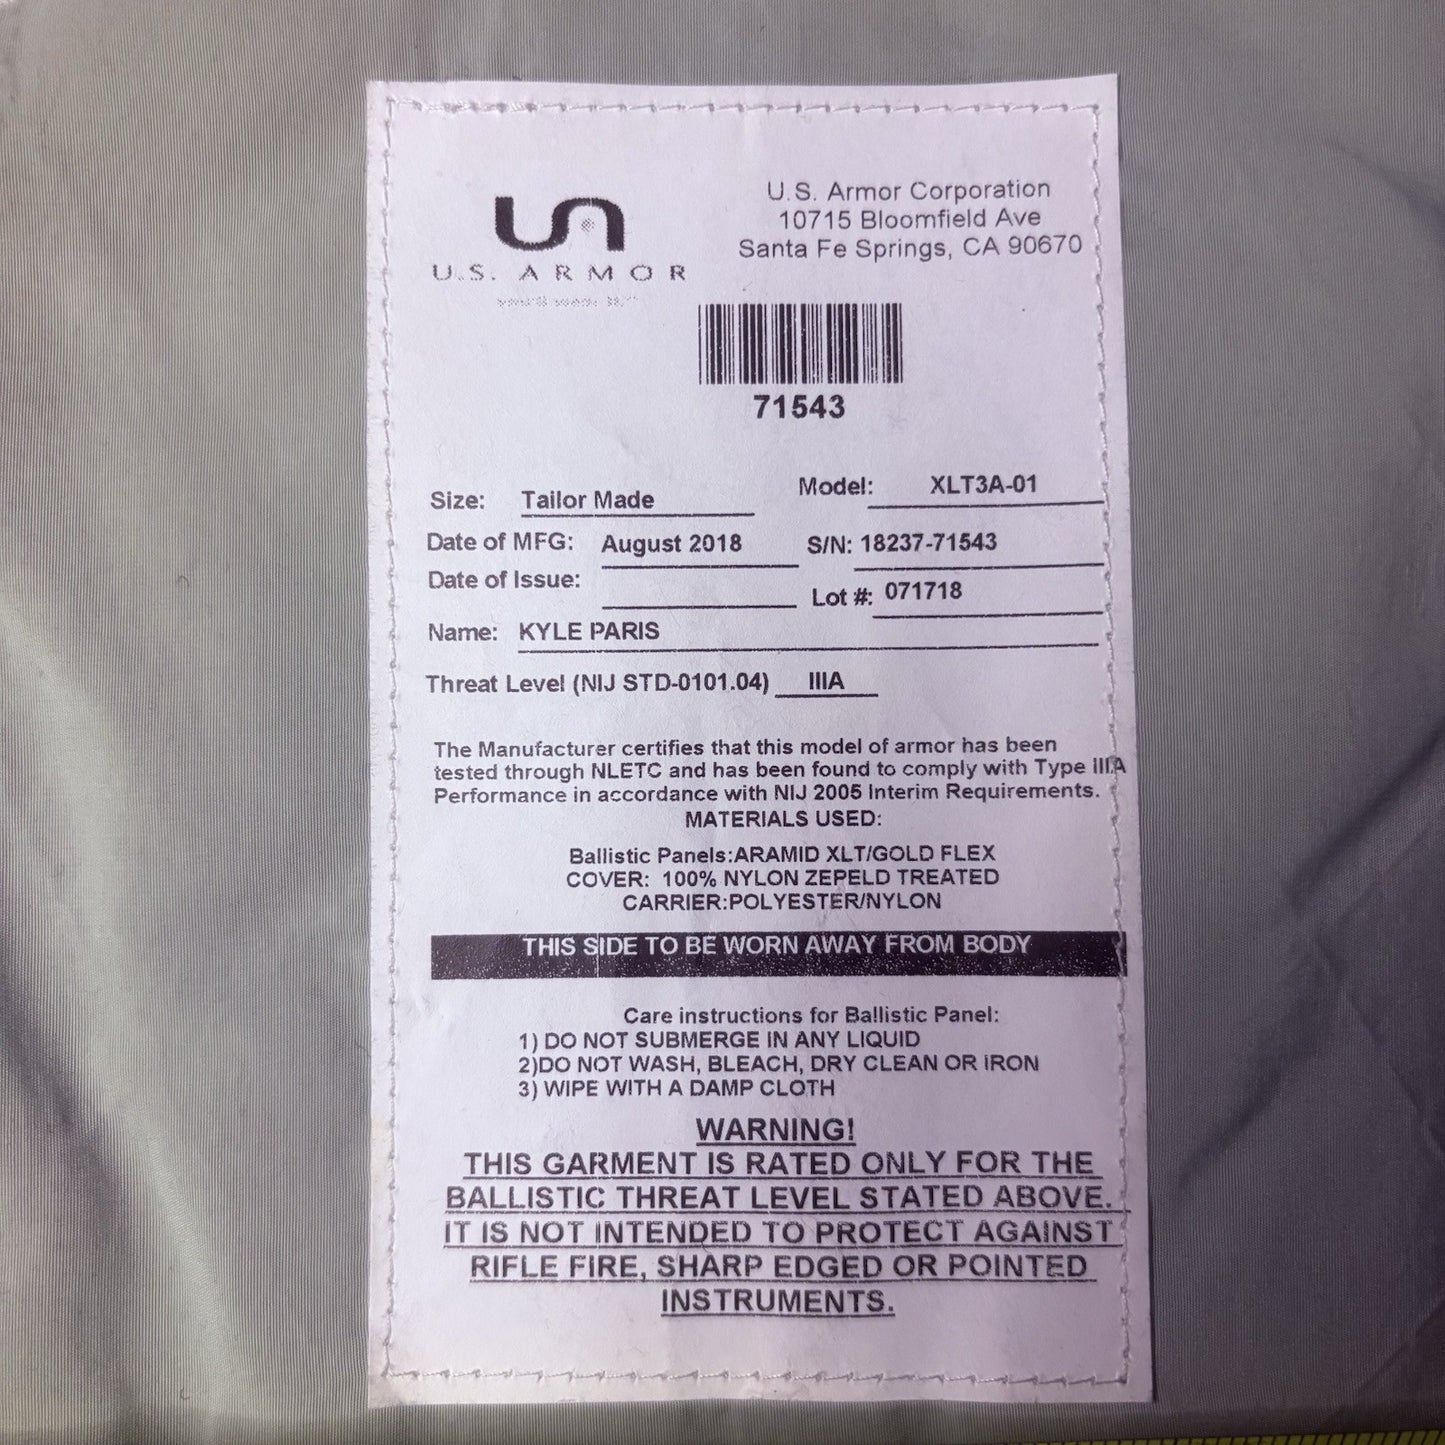 U.S. ARMOR
U.S. Armor Corporation
10715 Bloomfield Ave
Santa Fe Springs, CA 90670
71543
Size: Tailor Made
Model: XLT3A-01
Date of MFG: August 2018
S/N: 18237-71543
Date of Issue:
Lot #: 071718
Name: KYLE PARIS
Threat Level (NIJ STD-0101.04) IIIA
The Manufacturer certifies that this model of armor has been
tested through NLETC and has been found to comply with Type IIIA
Performance in accordance with NIJ 2005 Interim Requirements.
MATERIALS USED:
Ballistic Panels:ARAMID XLT/GOLD FLEX
COVER: 100% NYLON ZEPELD TREATED
CARRIER:POLYESTER/NYLON
THIS SIDE TO BE WORN AWAY FROM BODY
Care instructions for Ballistic Panel:
1) DO NOT SUBMERGE IN ANY LIQUID
2)DO NOT WASH, BLEACH, DRY CLEAN OR IRON
3) WIPE WITH A DAMP CLOTH
WARNING!
THIS GARMENT IS RATED ONLY FOR THE
BALLISTIC THREAT LEVEL STATED ABOVE.
IT IS NOT INTENDED TO PROTECT AGAINST
RIFLE FIRE, SHARP EDGED OR POINTED
INSTRUMENTS.